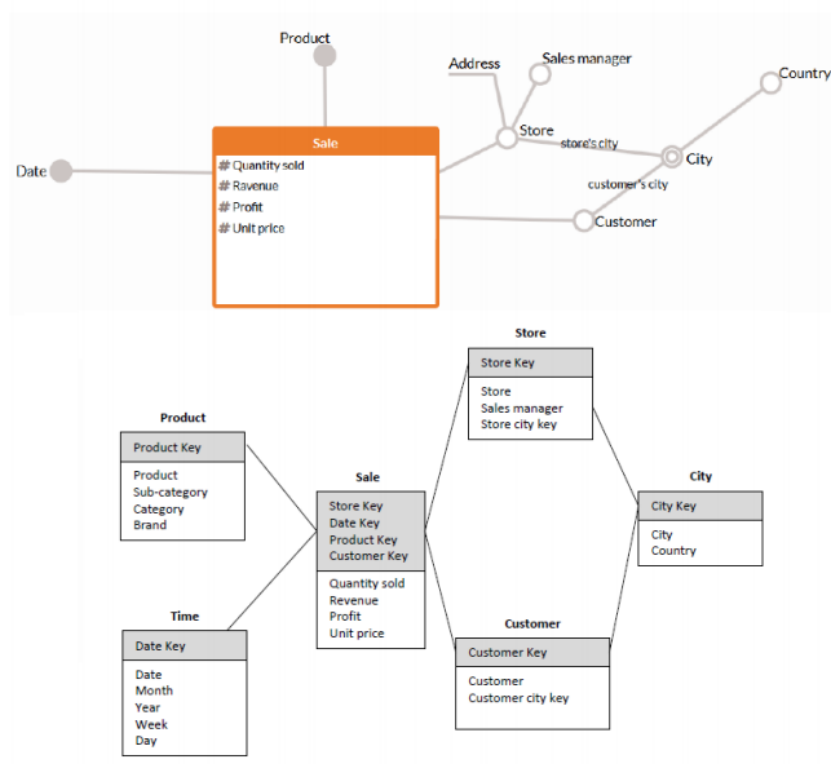 Product
Sales manager
Address
Country
Sale
Store
store's city
City
# Quantity sold
Date
# Ravenue
customer's city
# Profit
Customer
# Unit price
Store
Store Key
Store
Sales manager
Store city key
Product
Product Key
Product
Sub-category
Category
Brand
Sale
Store Key
Date Key
Product Key
Customer Key
Quantity sold
Revenue
Profit
Unit price
City
City Key
City
Country
Time
Date Key
Date
Month
Year
Week
Day
Customer
Customer Key
Customer
Customer city key